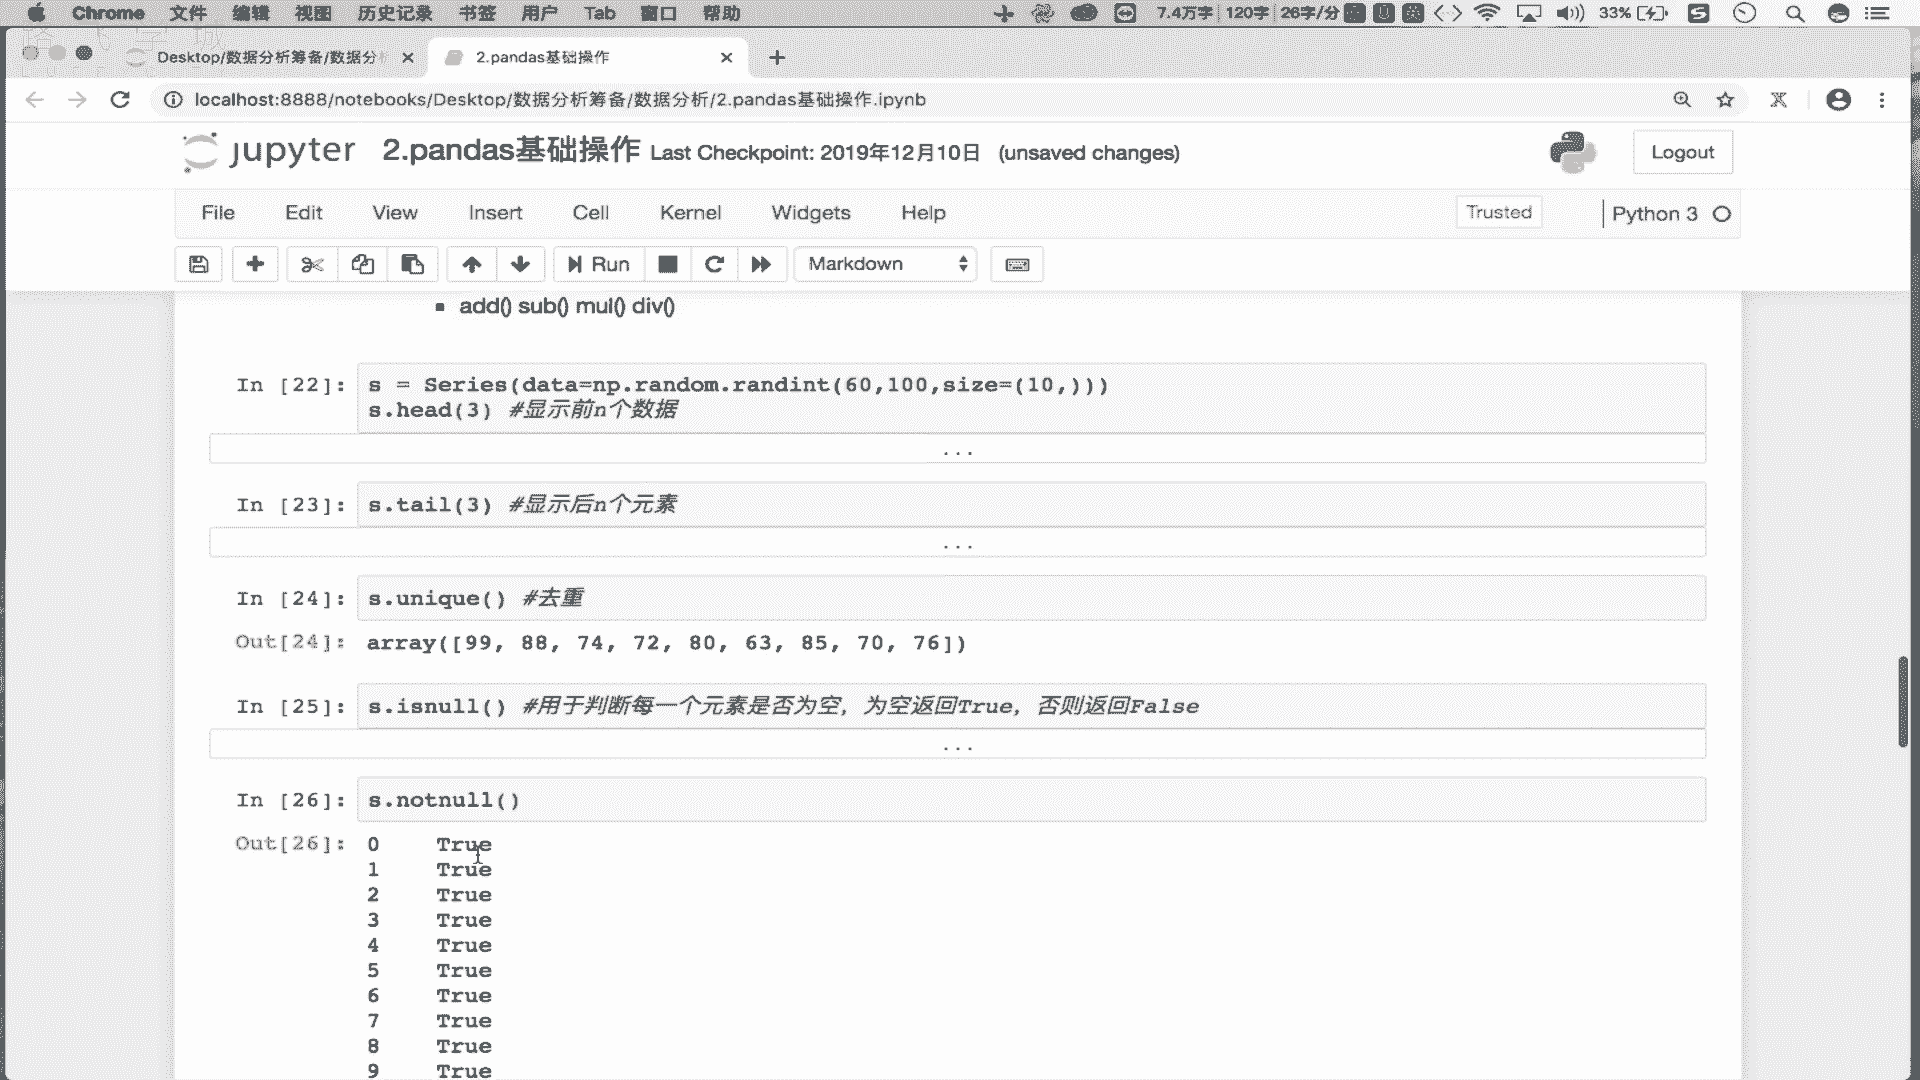 Chrome 文件 编辑 视图 历史记录 书签 用户 Tab 窗口 帮助 7.4万字 120字 26字/分 33%
Desktop/数据分析筹备/数据分析 2.pandas基础操作
localhost:8888/notebooks/Desktop/数据分析筹备/数据分析/2.pandas基础操作.ipynb
jupyter 2.pandas基础操作 Last Checkpoint: 2019年12月10日 (unsaved changes) Logout
File Edit View Insert Cell Kernel Widgets Help Trusted Python 3
Run Markdown
add() sub() mul() div()
In [22]: s = Series(data=np.random.randint(60,100,size=(10,)))
s.head(3) #显示前n个数据
...
In [23]: s.tail(3) #显示后n个元素
...
In [24]: s.unique() #去重
Out[24]: array([99, 88, 74, 72, 80, 63, 85, 70, 76])
In [25]: s.isnull() #用于判断每一个元素是否为空，为空返回True，否则返回False
...
In [26]: s.notnull()
Out[26]: 0 True
1 True
2 True
3 True
4 True
5 True
6 True
7 True
8 True
9 True